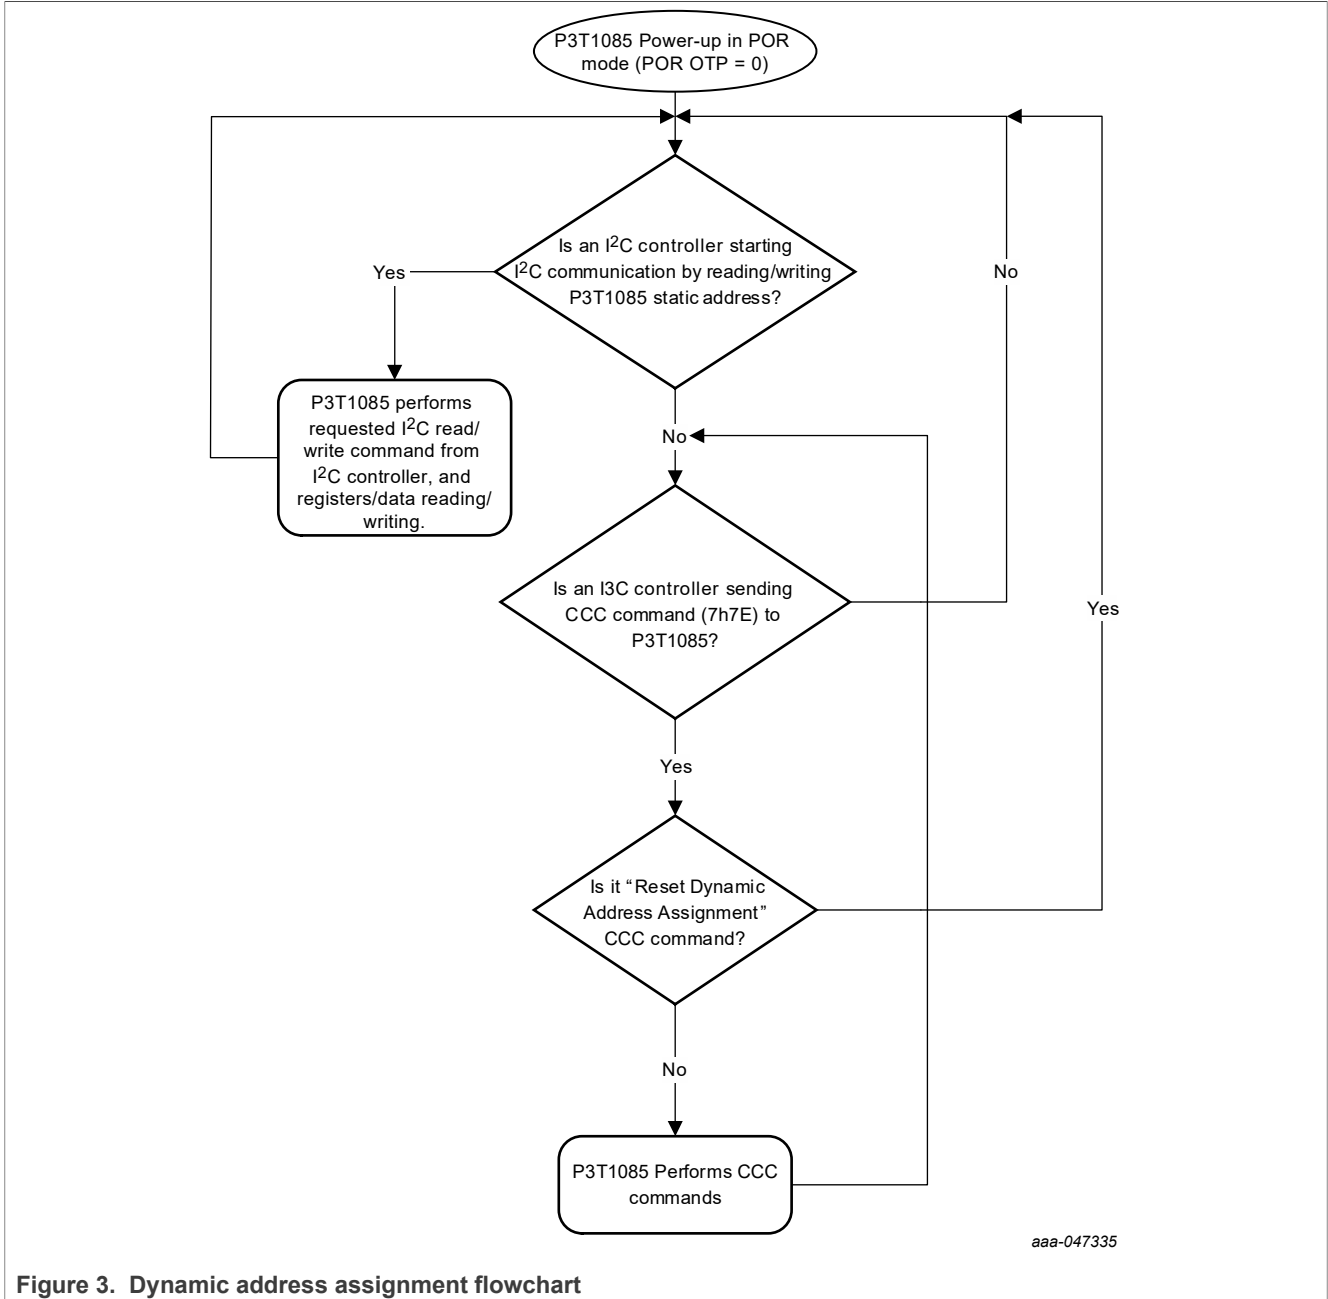 P3T1085 Power-up in POR
mode (POR OTP = 0)
Is an I2C controller starting
I2C communication by reading/writing
P3T1085 static address?
Yes
No
P3T1085 performs
requested I2C read/
write command from
I2C controller, and
registers/data reading/
writing.
No
Is an I3C controller sending
CCC command (7h7E) to
P3T1085?
Yes
Yes
Is it “Reset Dynamic
Address Assignment”
CCC command?
No
P3T1085 Performs CCC
commands
aaa-047335
Figure 3. Dynamic address assignment flowchart